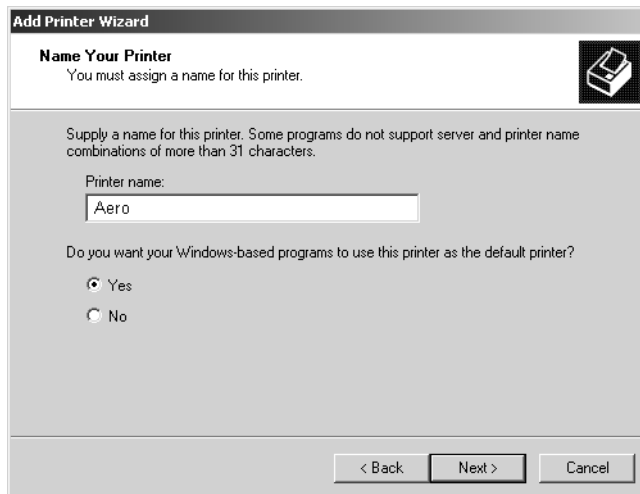 Add Printer Wizard
Name Your Printer
You must assign a name for this printer.
Supply a name for this printer. Some programs do not support server and printer name
combinations of more than 31 characters.
Printer name:
Aero
Do you want your Windows-based programs to use this printer as the default printer?
Yes
No
< Back
Next >
Cancel